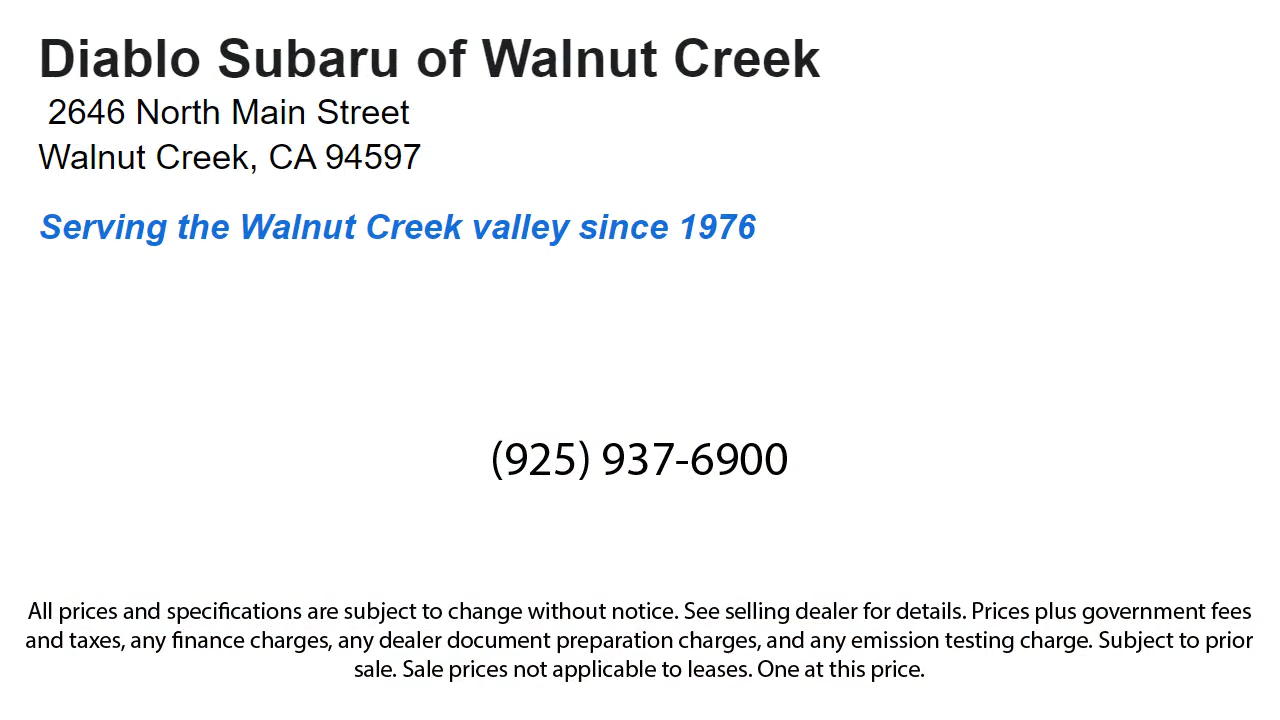 Diablo Subaru of Walnut Creek
2646 North Main Street
Walnut Creek, CA 94597
Serving the Walnut Creek valley since 1976
(925) 937-6900
All prices and specifications are subject to change without notice. See selling dealer for details. Prices plus government fees
and taxes, any finance charges, any dealer document preparation charges, and any emission testing charge. Subject to prior
sale. Sale prices not applicable to leases. One at this price.